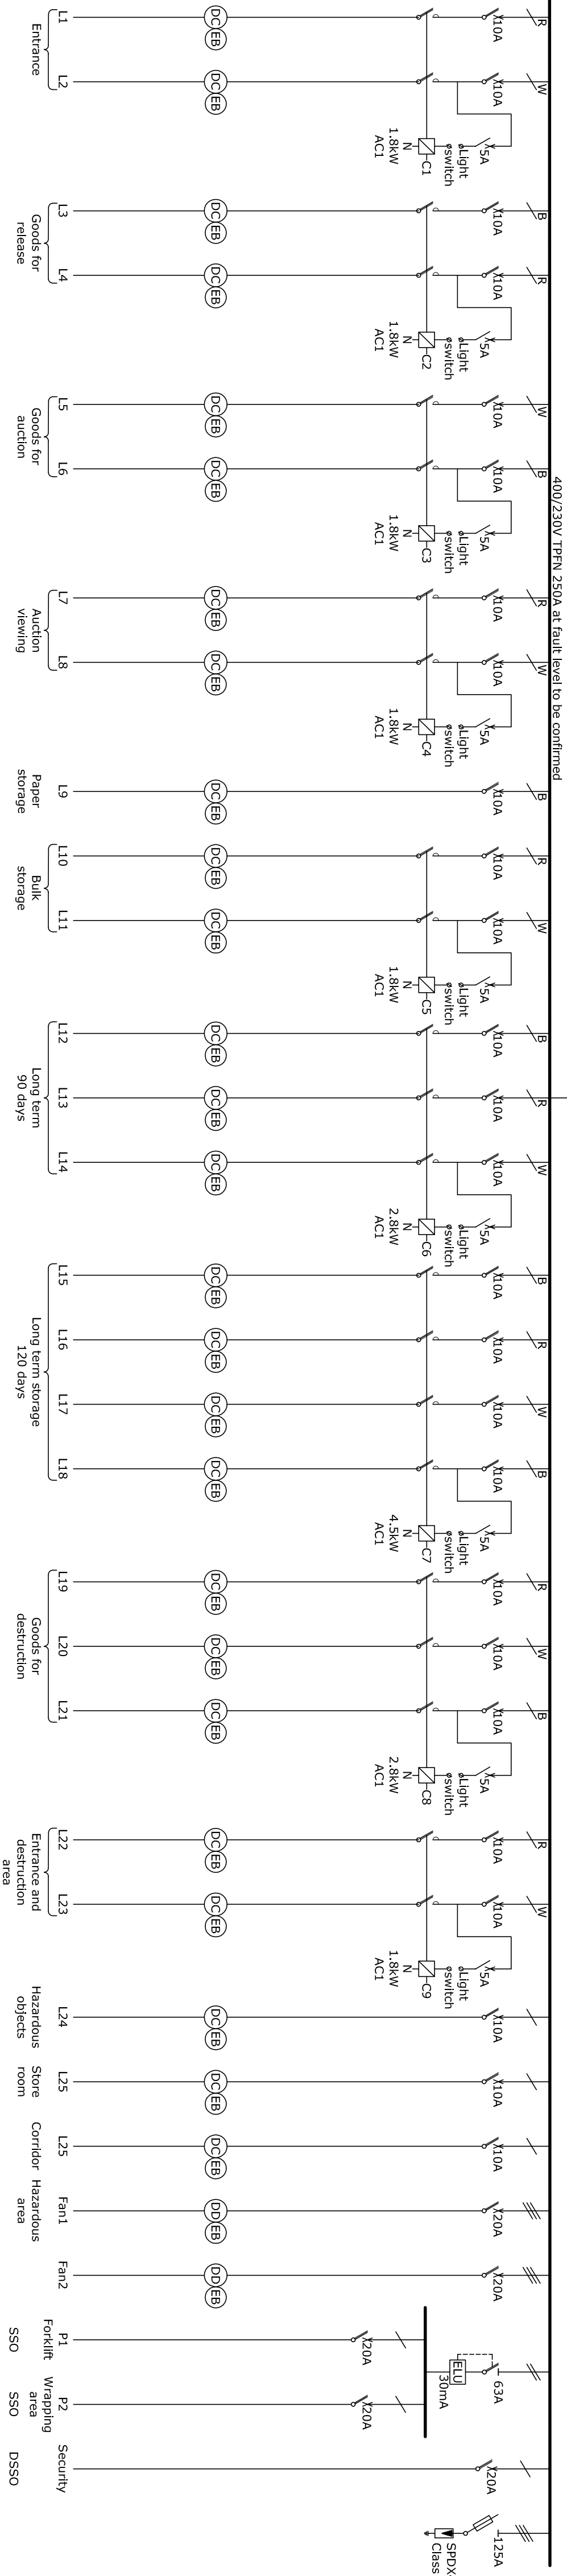 400/230V TPFN 250A at fault level to be confirmed
R
10A
DC
EB
L1
W
10A
DC
EB
L2
Entrance
5A
Light
switch
C1
N
1.8kW
AC1
B
10A
DC
EB
L3
R
10A
DC
EB
L4
Goods for
release
5A
Light
switch
C2
N
1.8kW
AC1
W
10A
DC
EB
L5
B
10A
DC
EB
L6
Goods for
auction
5A
Light
switch
C3
N
1.8kW
AC1
R
10A
DC
EB
L7
W
10A
DC
EB
L8
Auction
viewing
5A
Light
switch
C4
N
1.8kW
AC1
B
10A
DC
EB
L9
Paper
storage
R
10A
DC
EB
L10
W
10A
DC
EB
L11
Bulk
storage
5A
Light
switch
C5
N
1.8kW
AC1
B
10A
DC
EB
L12
R
10A
DC
EB
L13
W
10A
DC
EB
L14
Long term
90 days
5A
Light
switch
C6
N
2.8kW
AC1
B
10A
DC
EB
L15
R
10A
DC
EB
L16
W
10A
DC
EB
L17
B
10A
DC
EB
L18
Long term storage
120 days
5A
Light
switch
C7
N
4.5kW
AC1
R
10A
DC
EB
L19
W
10A
DC
EB
L20
B
10A
DC
EB
L21
Goods for
destruction
5A
Light
switch
C8
N
2.8kW
AC1
R
10A
DC
EB
L22
W
10A
DC
EB
L23
Entrance and
destruction
area
5A
Light
switch
C9
N
1.8kW
AC1
10A
DC
EB
L24
Hazardous
objects
10A
DC
EB
L25
Store
room
10A
DC
EB
L25
Corridor
20A
DD
EB
Fan1
Hazardous
area
20A
DD
EB
Fan2
63A
ELU
30mA
20A
P1
Forklift
SSO
20A
P2
Wrapping
area
SSO
20A
Security
DSSO
125A
SPDX
Class